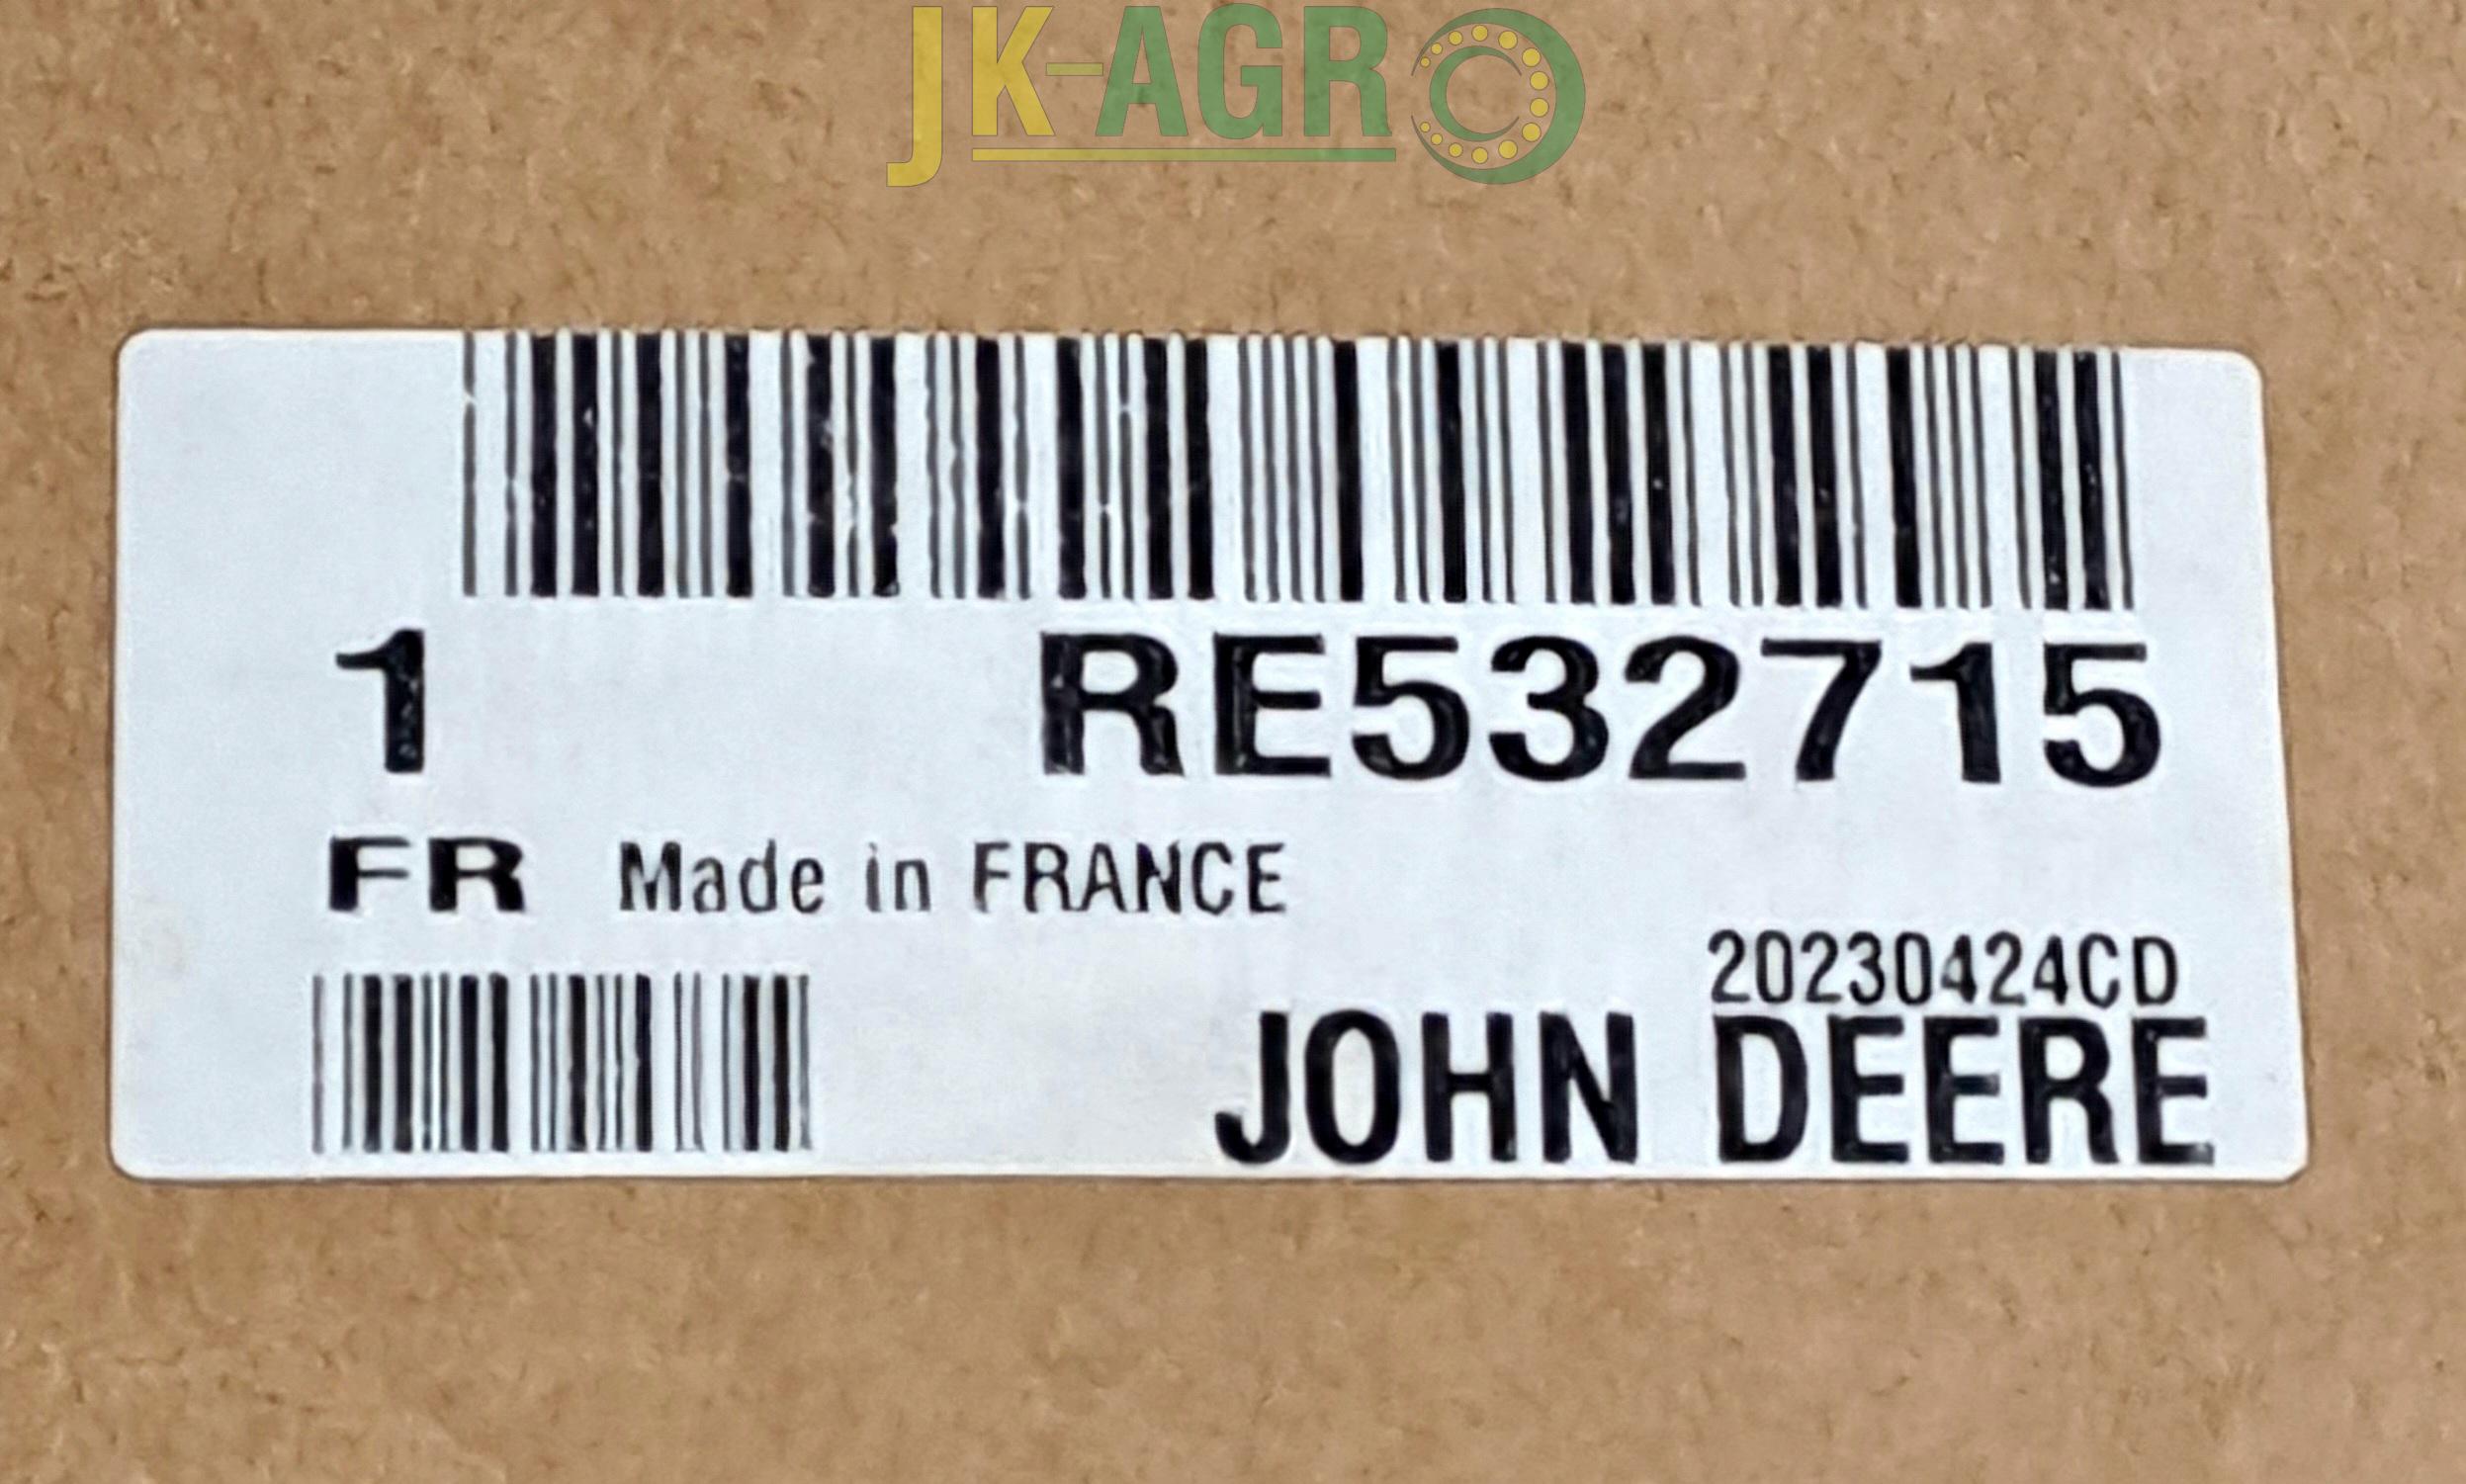 JK-AGRO
1 RE532715
FR Made in FRANCE
20230424CD
JOHN DEERE